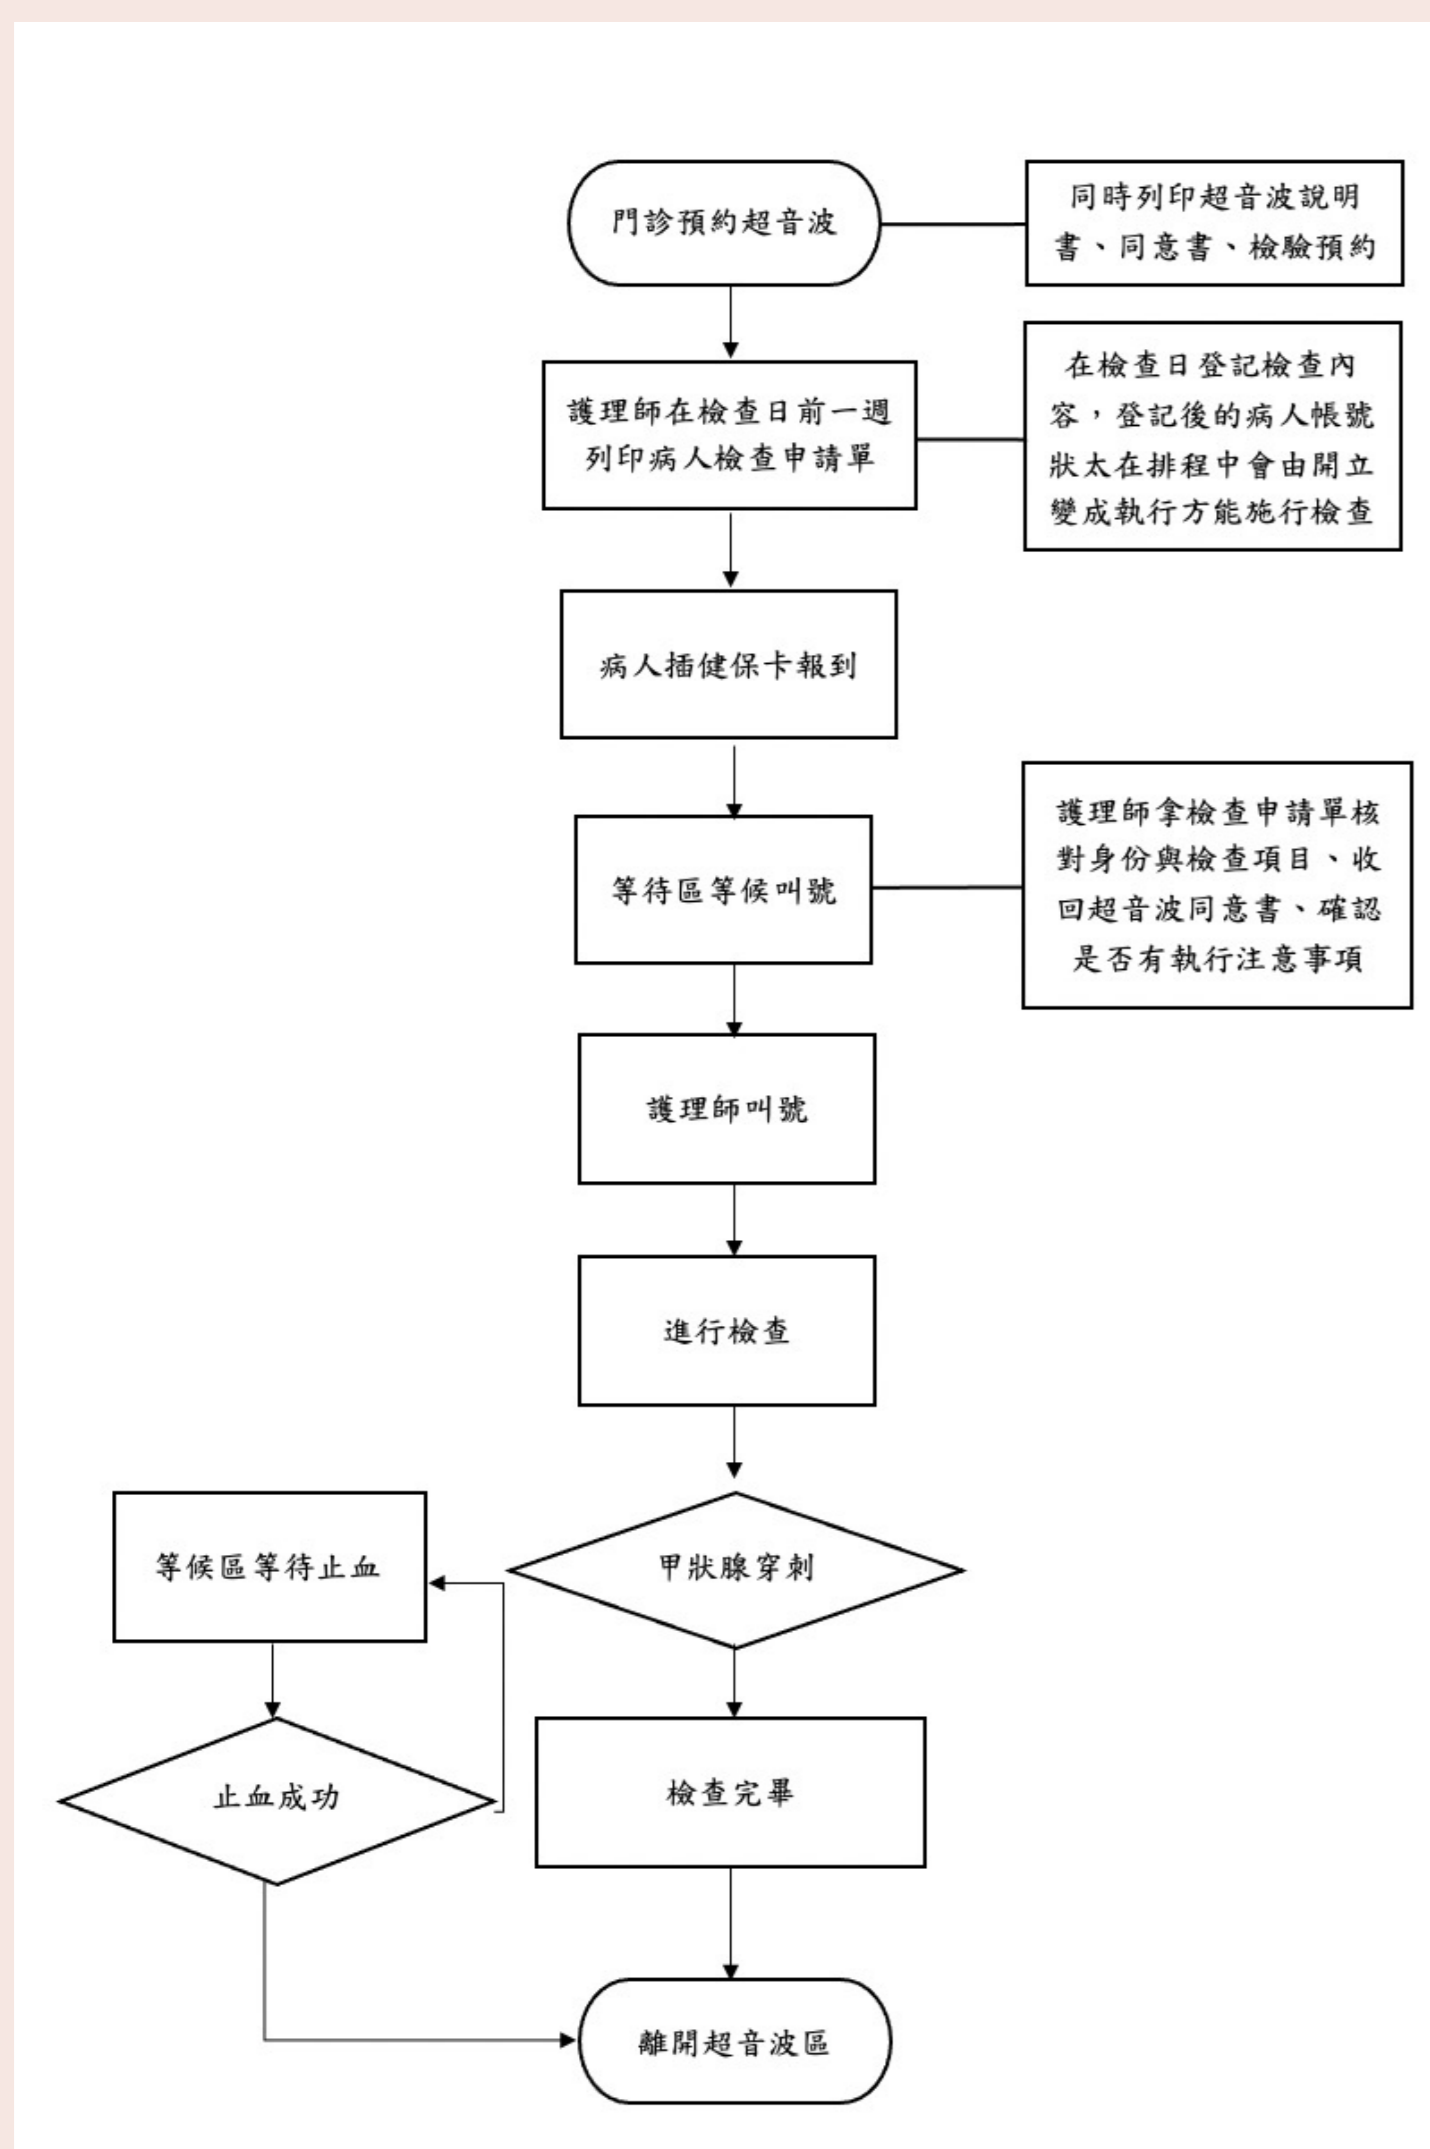 門診預約超音波
同時列印超音波說明
書、同意書、檢驗預約
護理師在檢查日前一週
列印病人檢查申請單
在檢查日登記檢查內
容，登記後的病人帳號
狀太在排程中會由開立
變成執行方能施行檢查
病人插健保卡報到
等待區等候叫號
護理師拿檢查申請單核
對身份與檢查項目、收
回超音波同意書、確認
是否有執行注意事項
護理師叫號
進行檢查
甲狀腺穿刺
等候區等待止血
止血成功
檢查完畢
離開超音波區